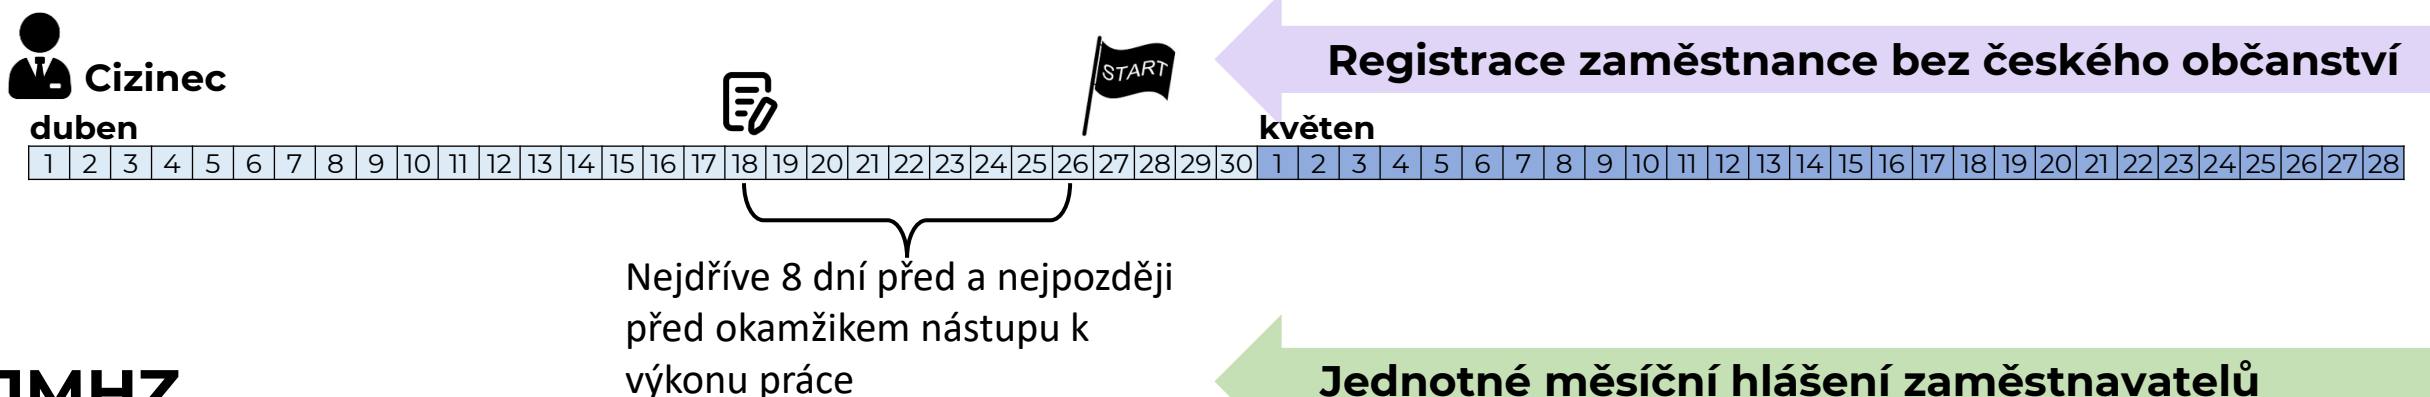 Cizinec
START
Registrace zaměstnance bez českého občanství
duben
květen
1 2 3 4 5 6 7 8 9 10 11 12 13 14 15 16 17 18 19 20 21 22 23 24 25 26 27 28 29 30 1 2 3 4 5 6 7 8 9 10 11 12 13 14 15 16 17 18 19 20 21 22 23 24 25 26 27 28
Nejdříve 8 dní před a nejpozději
před okamžikem nástupu k
výkonu práce
JMHZ
Jednotné měsíční hlášení zaměstnavatelů